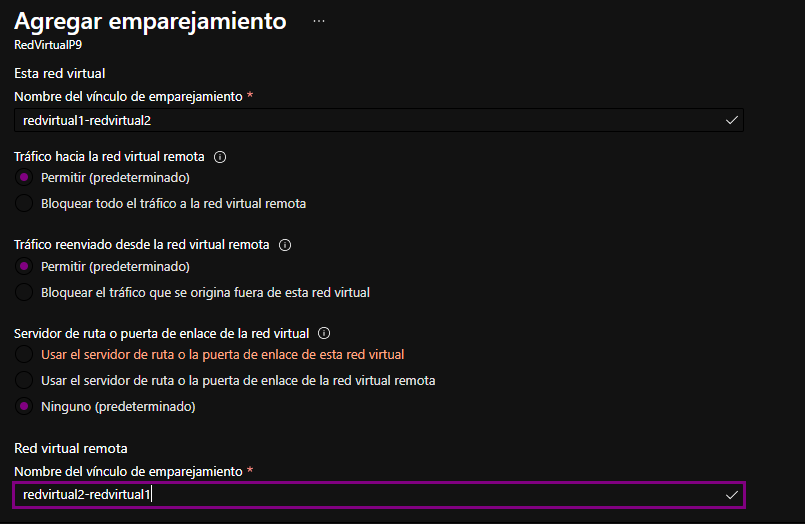 Agregar emparejamiento ...
RedVirtualP9
Esta red virtual
Nombre del vínculo de emparejamiento *
redvirtual1-redvirtual2
Tráfico hacia la red virtual remota
Permitir (predeterminado)
Bloquear todo el tráfico a la red virtual remota
Tráfico reenviado desde la red virtual remota
Permitir (predeterminado)
Bloquear el tráfico que se origina fuera de esta red virtual
Servidor de ruta o puerta de enlace de la red virtual
Usar el servidor de ruta o la puerta de enlace de esta red virtual
Usar el servidor de ruta o la puerta de enlace de la red virtual remota
Ninguno (predeterminado)
Red virtual remota
Nombre del vínculo de emparejamiento *
redvirtual2-redvirtual1